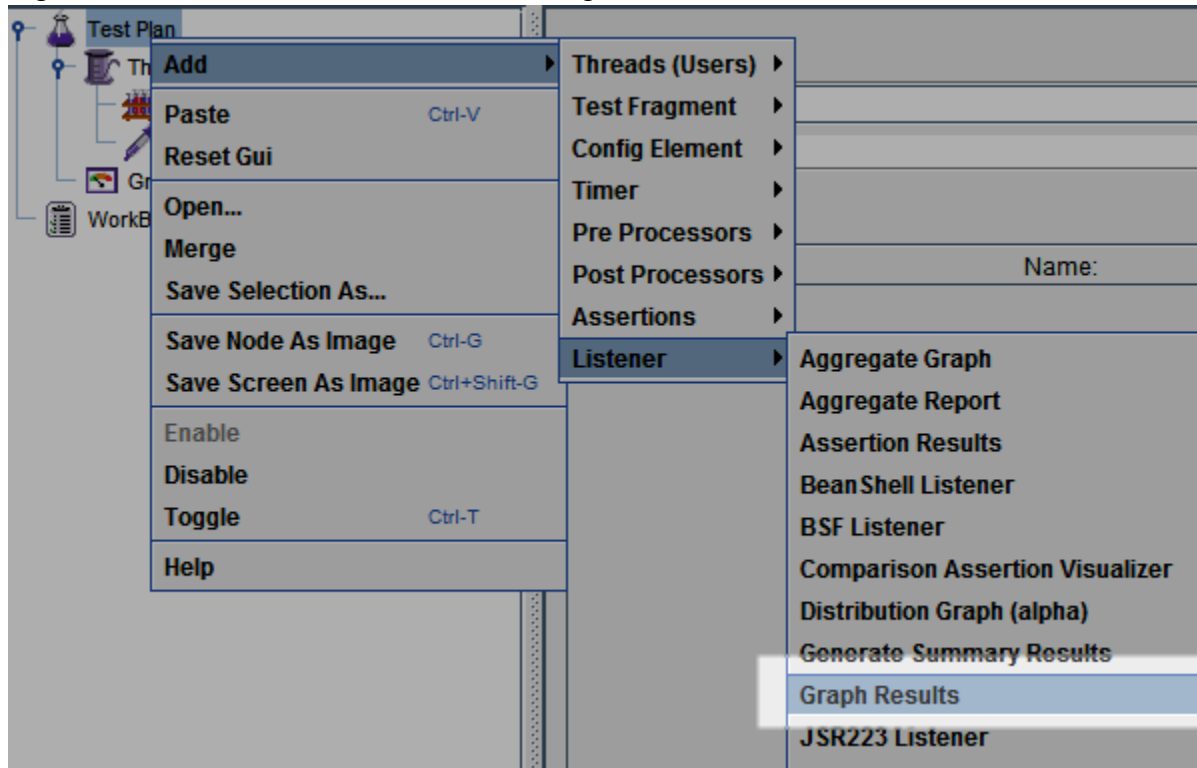 Test Plan
Th
Gr
WorkB
Add
Paste Ctrl-V
Reset Gui
Open...
Merge
Save Selection As...
Save Node As Image Ctrl-G
Save Screen As Image Ctrl+Shift-G
Enable
Disable
Toggle Ctrl-T
Help
Threads (Users)
Test Fragment
Config Element
Timer
Pre Processors
Post Processors
Assertions
Listener
Name:
Aggregate Graph
Aggregate Report
Assertion Results
BeanShell Listener
BSF Listener
Comparison Assertion Visualizer
Distribution Graph (alpha)
Generate Summary Results
Graph Results
JSR223 Listener